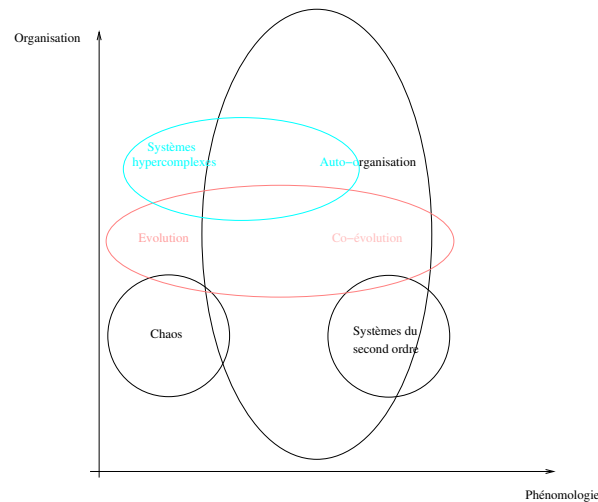 Organisation
Systèmes
hypercomplexes
Auto-organisation
Evolution
Co-évolution
Chaos
Systèmes du
second ordre
Phénomologie